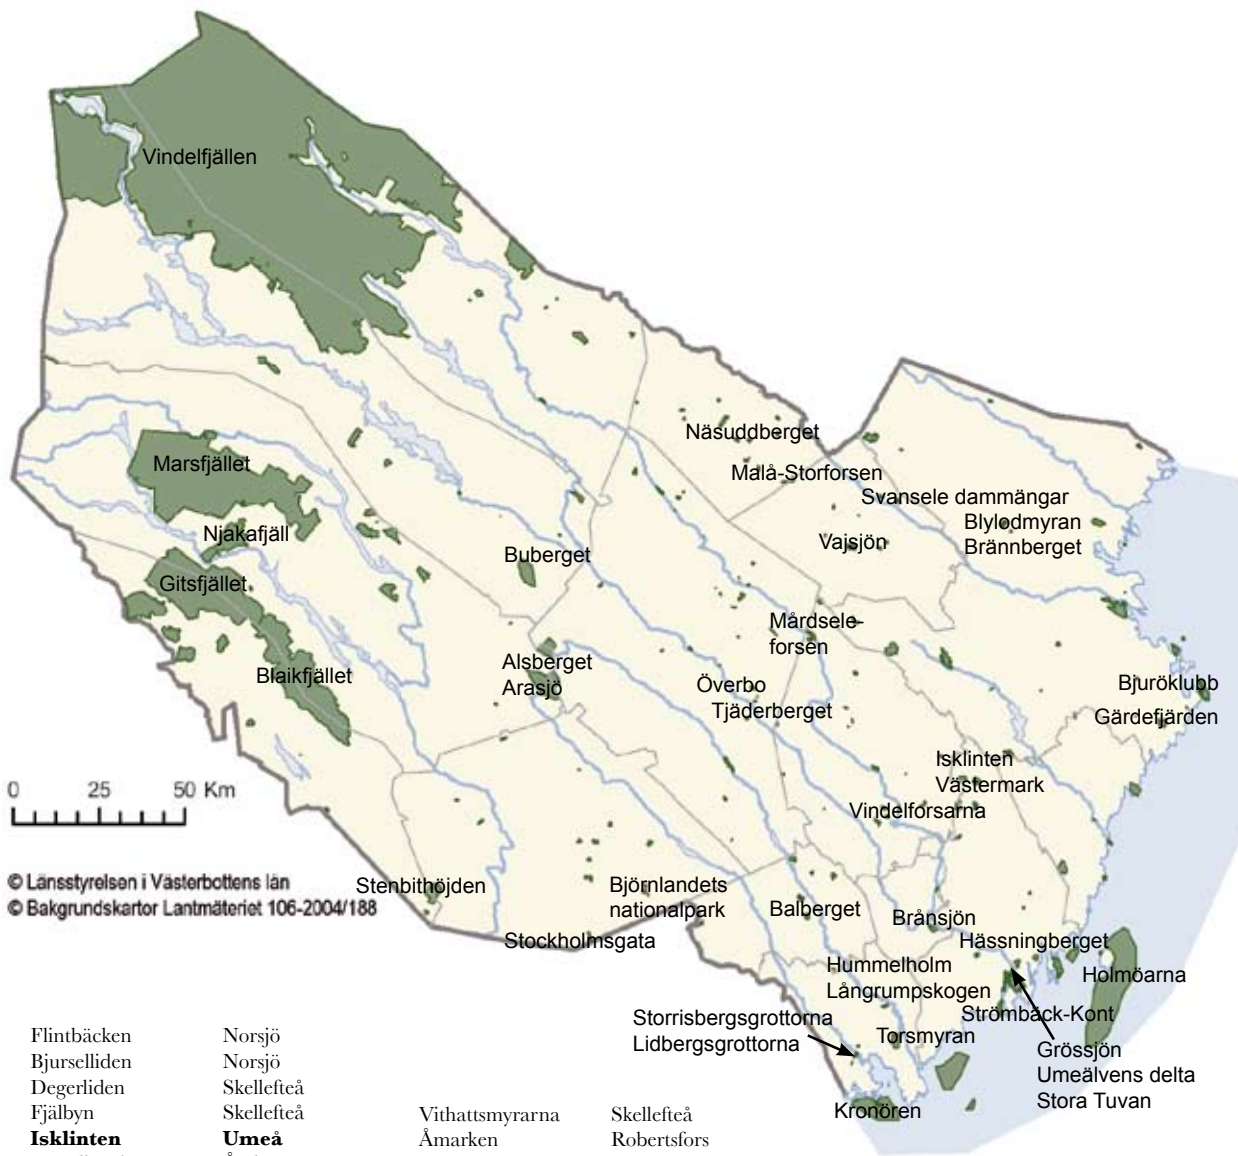 Vindelfjällen
Näsuddberget
Marsfjället
Malå-Storforsen
Svansele dammängar
Blylodmyran
Brännberget
Njakafjäll
Vajsjön
Buberget
Gitsfjället
Mårdsele-
forsen
Alsberget
Arasjö
Blaikfjället
Överbo
Tjäderberget
Bjuröklubb
Gärdefjärden
Isklinten
Västermark
0 25 50 Km
Vindelforsarna
© Länsstyrelsen i Västerbottens län
© Bakgrundskartor Lantmäteriet 106-2004/188
Stenbithöjden
Björnlandets
nationalpark
Balberget
Brånsjön
Stockholmsgata
Hässningberget
Hummelholm
Långrumpskogen
Holmöarna
Strömbäck-Kont
Storrisbergsgrottorna
Lidbergsgrottorna
Torsmyran
Grössjön
Umeälvens delta
Stora Tuvan
Kronören
Flintbäcken Norsjö
Bjurselliden Norsjö
Degerliden Skellefteå
Fjälbyn Skellefteå Vithattsmyrarna Skellefteå
Isklinten Umeå Åmarken Robertsfors